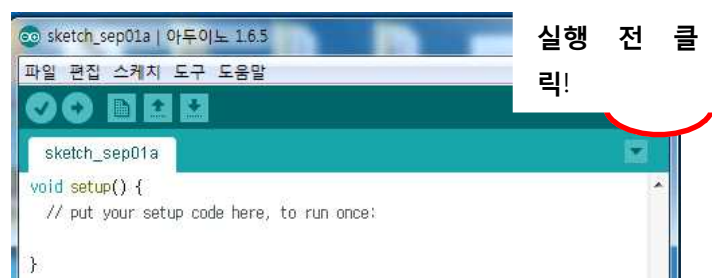 sketch_sep01a | 아두이노 1.6.5
실행 전 클
릭!
파일 편집 스케치 도구 도움말
sketch_sep01a
void setup() {
// put your setup code here, to run once:
}